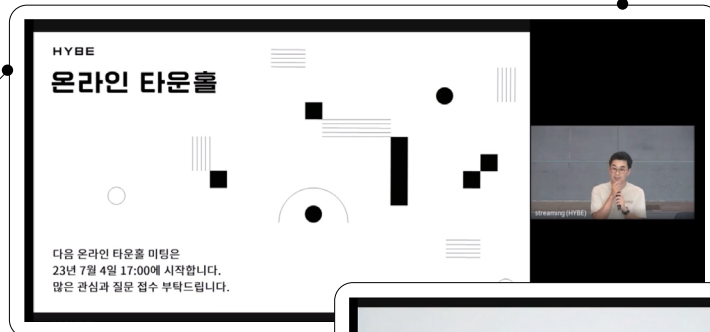 HYBE
온라인 타운홀
다음 온라인 타운홀 미팅은
23년 7월 4일 17:00에 시작합니다.
많은 관심과 질문 접수 부탁드립니다.
streaming (HYBE)